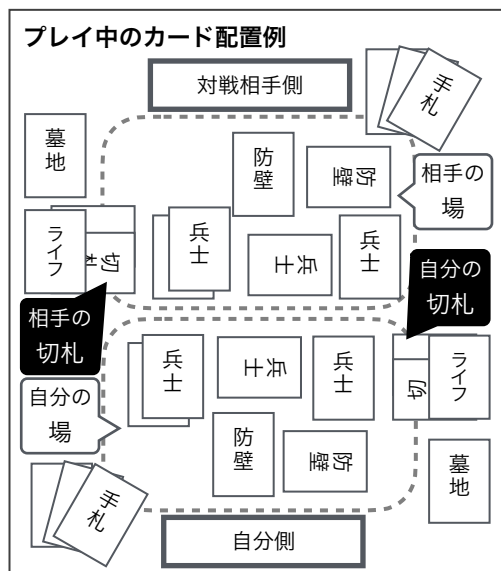 プレイ中のカード配置例
対戦相手側
手札
墓地
防壁
防壁
相手の
場
ライフ
切札
兵士
兵士
兵士
自分の
切札
相手の
切札
兵士
兵士
兵士
切
ライフ
自分の
場
防壁
防壁
墓地
手札
自分側